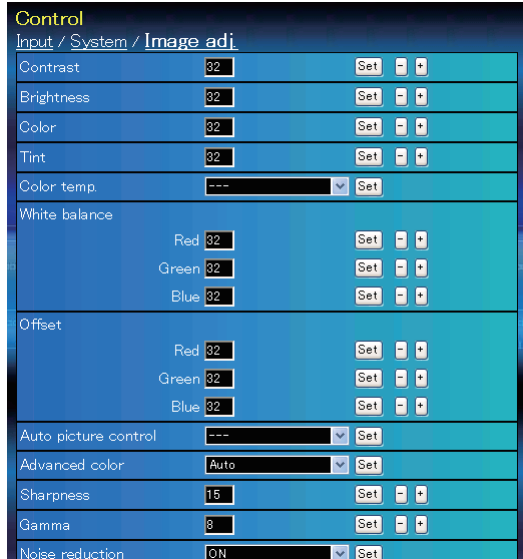 Control
Input / System / Image adj.
Contrast 32 Set - +
Brightness 32 Set - +
Color 32 Set - +
Tint 32 Set - +
Color temp. --- Set
White balance
Red 32 Set - +
Green 32 Set - +
Blue 32 Set - +
Offset
Red 32 Set - +
Green 32 Set - +
Blue 32 Set - +
Auto picture control --- Set
Advanced color Auto Set
Sharpness 15 Set - +
Gamma 8 Set - +
Noise reduction ON Set